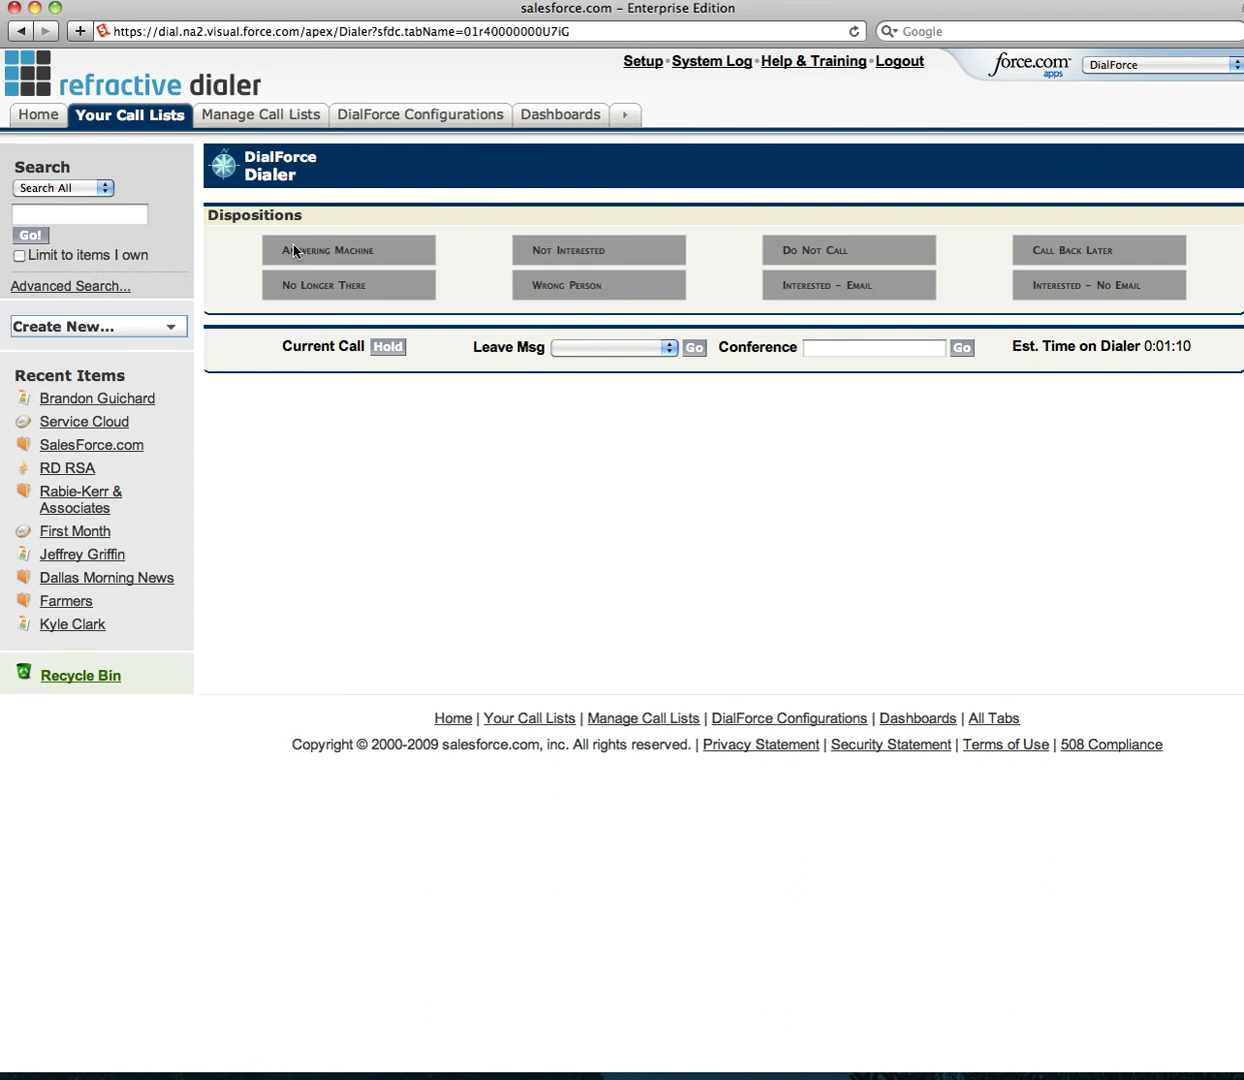 salesforce.com – Enterprise Edition
https://dial.na2.visual.force.com/apex/Dialer?sfdc.tabName=01r40000000U7iG
Google
refractive dialer
Setup · System Log · Help & Training · Logout
force.com
apps
DialForce
Home
Your Call Lists
Manage Call Lists
DialForce Configurations
Dashboards
Search
Search All
Go!
Limit to items I own
Advanced Search...
Create New...
Recent Items
Brandon Guichard
Service Cloud
SalesForce.com
RD RSA
Rabie-Kerr &
Associates
First Month
Jeffrey Griffin
Dallas Morning News
Farmers
Kyle Clark
Recycle Bin
DialForce
Dialer
Dispositions
Answering Machine
Not Interested
Do Not Call
Call Back Later
No Longer There
Wrong Person
Interested – Email
Interested – No Email
Current Call Hold
Leave Msg Go
Conference Go
Est. Time on Dialer 0:01:10
Home | Your Call Lists | Manage Call Lists | DialForce Configurations | Dashboards | All Tabs
Copyright © 2000-2009 salesforce.com, inc. All rights reserved. | Privacy Statement | Security Statement | Terms of Use | 508 Compliance